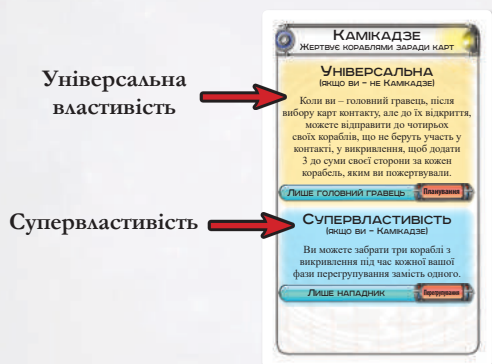 Універсальна
властивість
Супервластивість
Камікадзе
Жертвує кораблями заради карт
Універсальна
(якщо ви – не Камікадзе)
Коли ви – головний гравець, після
вибору карт контакту, але до їх відкриття,
можете відправити до чотирьох
своїх кораблів, що не беруть участь у
контакті, у викривлення, щоб додати
3 до суми своєї сторони за кожен
корабель, яким ви пожертвували.
Лише головний гравець Планування
Супервластивість
(якщо ви – Камікадзе)
Ви можете забрати три кораблі з
викривлення під час кожної вашої
фази перегрупування замість одного.
Лише нападник Перегрупування